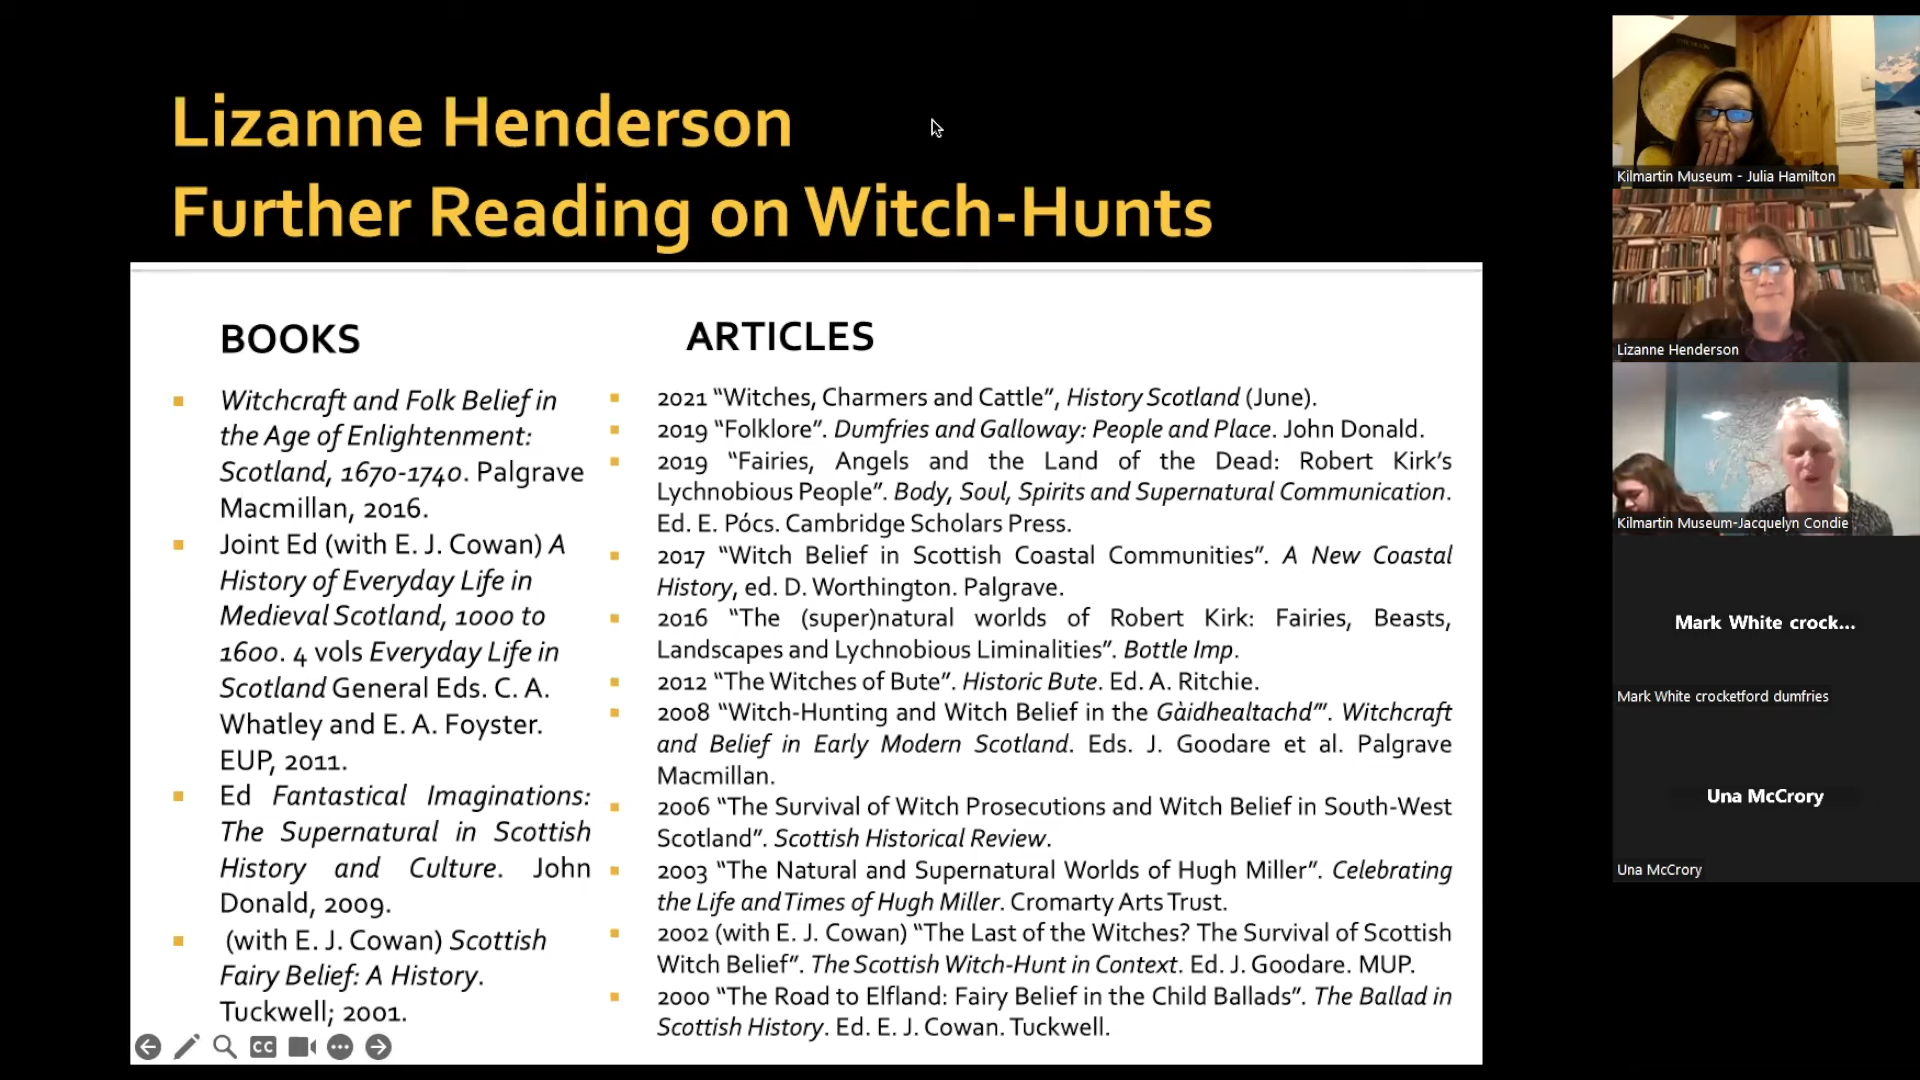 Lizanne Henderson
Further Reading on Witch-Hunts
BOOKS
Witchcraft and Folk Belief in
the Age of Enlightenment:
Scotland, 1670-1740. Palgrave
Macmillan, 2016.
Joint Ed (with E. J. Cowan) A
History of Everyday Life in
Medieval Scotland, 1000 to
1600. 4 vols Everyday Life in
Scotland General Eds. C. A.
Whatley and E. A. Foyster.
EUP, 2011.
Ed Fantastical Imaginations:
The Supernatural in Scottish
History and Culture. John
Donald, 2009.
(with E. J. Cowan) Scottish
Fairy Belief: A History.
Tuckwell; 2001.
ARTICLES
2021 “Witches, Charmers and Cattle”, History Scotland (June).
2019 “Folklore”. Dumfries and Galloway: People and Place. John Donald.
2019 “Fairies, Angels and the Land of the Dead: Robert Kirk’s
Lychnobious People”. Body, Soul, Spirits and Supernatural Communication.
Ed. E. Pócs. Cambridge Scholars Press.
2017 “Witch Belief in Scottish Coastal Communities”. A New Coastal
History, ed. D. Worthington. Palgrave.
2016 “The (super)natural worlds of Robert Kirk: Fairies, Beasts,
Landscapes and Lychnobious Liminalities”. Bottle Imp.
2012 “The Witches of Bute”. Historic Bute. Ed. A. Ritchie.
2008 “Witch-Hunting and Witch Belief in the Gàidhealtachd’”. Witchcraft
and Belief in Early Modern Scotland. Eds. J. Goodare et al. Palgrave
Macmillan.
2006 “The Survival of Witch Prosecutions and Witch Belief in South-West
Scotland”. Scottish Historical Review.
2003 “The Natural and Supernatural Worlds of Hugh Miller”. Celebrating
the Life and Times of Hugh Miller. Cromarty Arts Trust.
2002 (with E. J. Cowan) “The Last of the Witches? The Survival of Scottish
Witch Belief”. The Scottish Witch-Hunt in Context. Ed. J. Goodare. MUP.
2000 “The Road to Elfland: Fairy Belief in the Child Ballads”. The Ballad in
Scottish History. Ed. E. J. Cowan. Tuckwell.
CC
Kilmartin Museum - Julia Hamilton
Lizanne Henderson
Kilmartin Museum-Jacquelyn Condie
Mark White crock...
Mark White crocketford dumfries
Una McCrory
Una McCrory